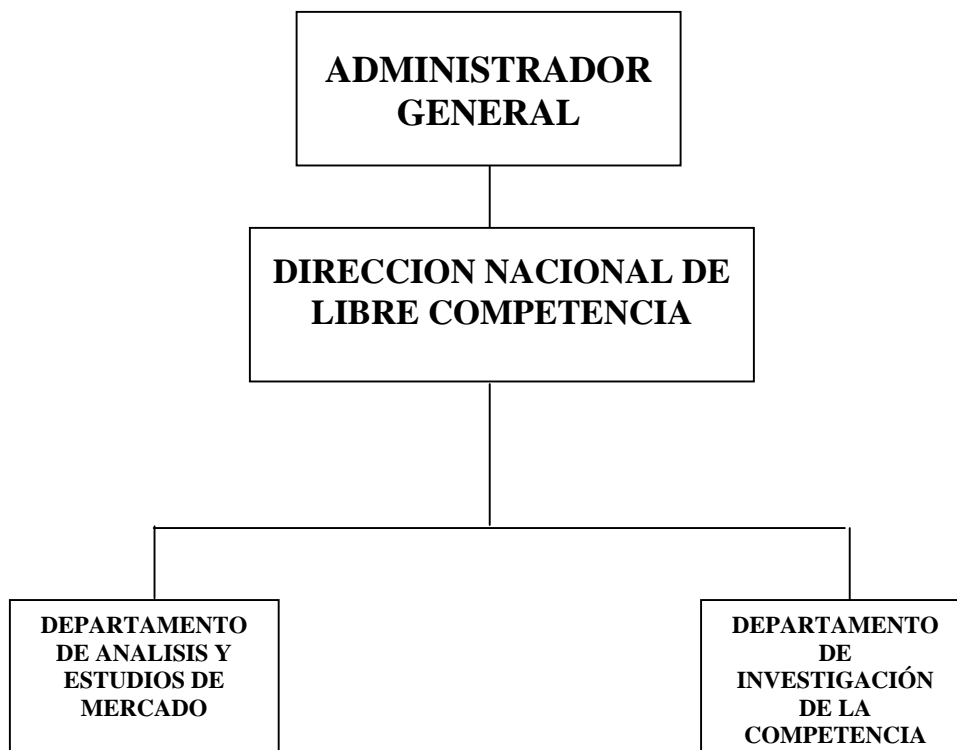 ADMINISTRADOR
GENERAL
DIRECCION NACIONAL DE
LIBRE COMPETENCIA
DEPARTAMENTO
DE ANALISIS Y
ESTUDIOS DE
MERCADO
DEPARTAMENTO
DE
INVESTIGACIÓN
DE LA
COMPETENCIA